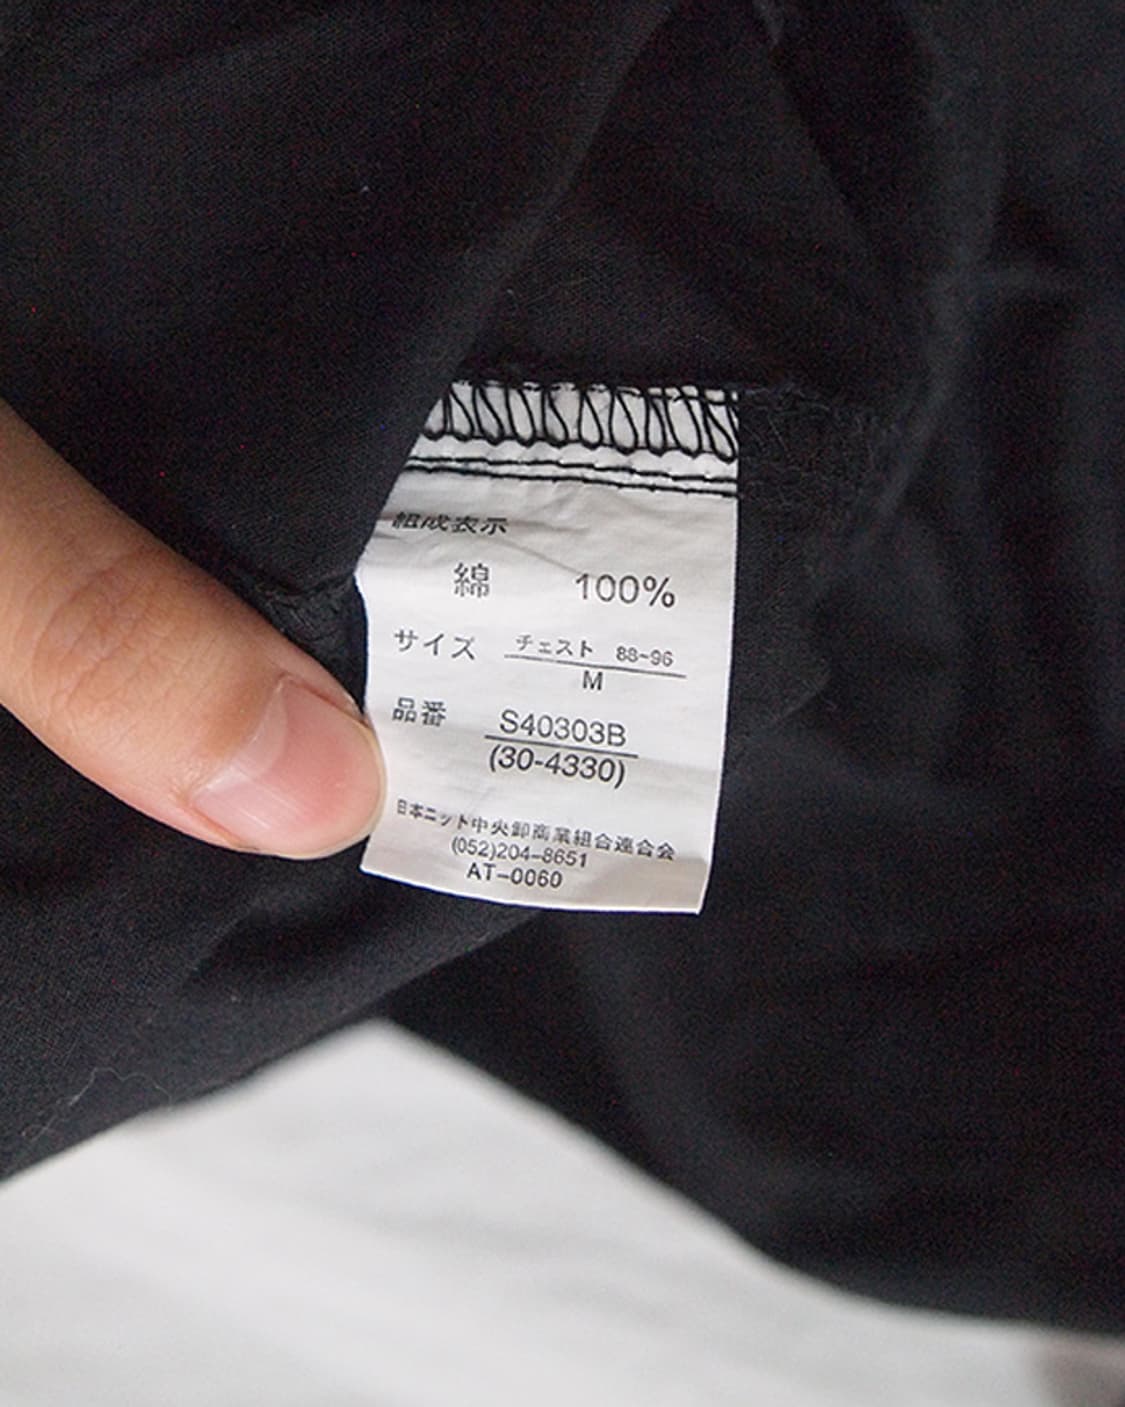 組成表示
綿 100%
サイズ チェスト 88-96
M
品番 S40303B
(30-4330)
日本ニット中央卸商業組合連合会
(052)204-8651
AT-0060